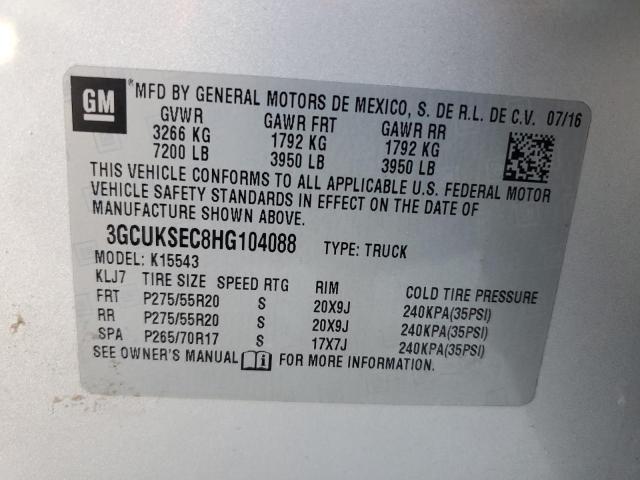 GM *MFD BY GENERAL MOTORS DE MEXICO, S. DE R.L. DE C.V. 07/16
GVWR GAWR FRT GAWR RR
3266 KG 1792 KG 1792 KG
7200 LB 3950 LB 3950 LB
THIS VEHICLE CONFORMS TO ALL APPLICABLE U.S. FEDERAL MOTOR
VEHICLE SAFETY STANDARDS IN EFFECT ON THE DATE OF
MANUFACTURE SHOWN ABOVE.
3GCUKSEC8HG104088 TYPE: TRUCK
MODEL: K15543
KLJ7 TIRE SIZE SPEED RTG RIM COLD TIRE PRESSURE
FRT P275/55R20 S 20X9J 240KPA(35PSI)
RR P275/55R20 S 20X9J 240KPA(35PSI)
SPA P265/70R17 S 17X7J 240KPA(35PSI)
SEE OWNER'S MANUAL i FOR MORE INFORMATION.